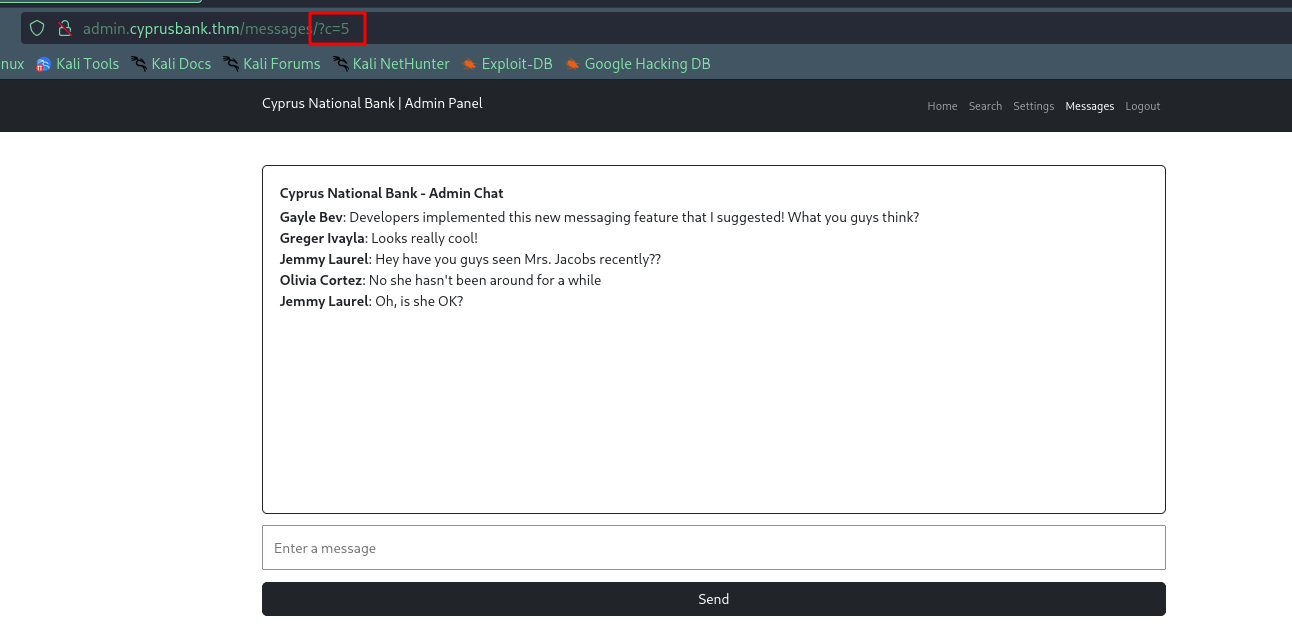 admin.cyprusbank.thm/messages/?c=5
nux Kali Tools Kali Docs Kali Forums Kali NetHunter Exploit-DB Google Hacking DB
Cyprus National Bank | Admin Panel Home Search Settings Messages Logout
Cyprus National Bank - Admin Chat
Gayle Bev: Developers implemented this new messaging feature that I suggested! What you guys think?
Greger Ivayla: Looks really cool!
Jemmy Laurel: Hey have you guys seen Mrs. Jacobs recently??
Olivia Cortez: No she hasn't been around for a while
Jemmy Laurel: Oh, is she OK?
Enter a message
Send